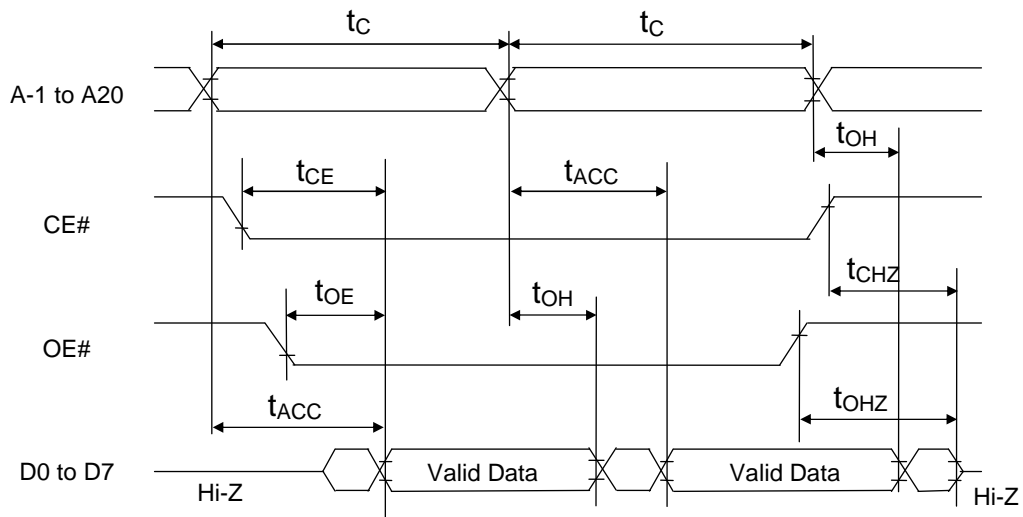 tC tC
A-1 to A20
tOH
tCE tACC
CE#
tCHZ
tOE tOH
OE#
tACC tOHZ
D0 to D7 Valid Data Valid Data
Hi-Z Hi-Z